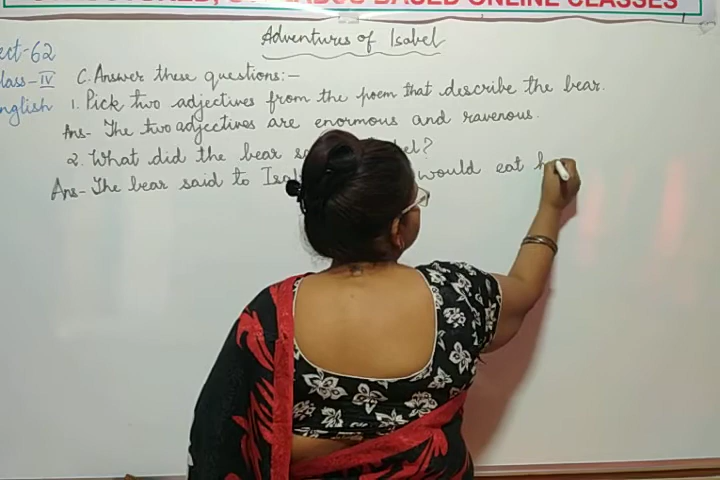 BASED ONLINE CLASSES
Adventures of Isabel
ect-62
lass-IV
nglish
C. Answer these questions:-
1. Pick two adjectives from the poem that describe the bear.
Ans- The two adjectives are enormous and ravenous.
2. What did the bear s bel?
Ans- The bear said to Isab would eat h